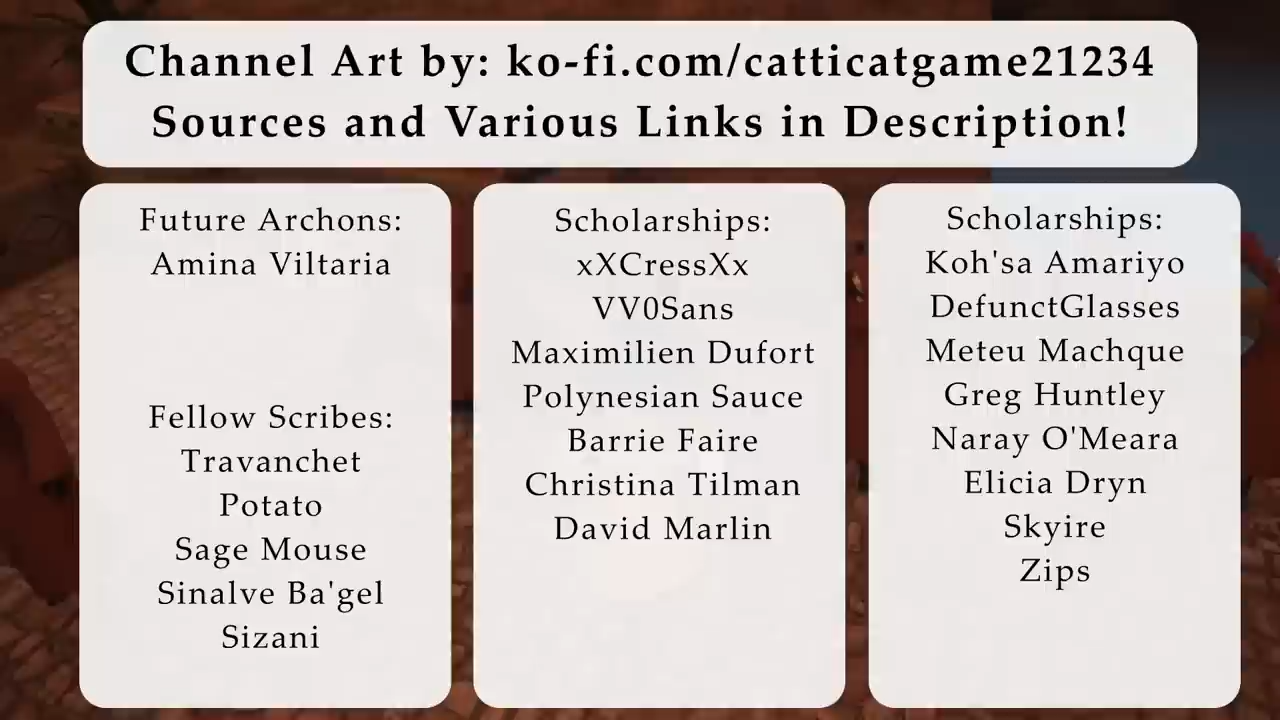 Channel Art by: ko-fi.com/catticatgame21234
Sources and Various Links in Description!
Future Archons:
Amina Viltaria
Fellow Scribes:
Travanchet
Potato
Sage Mouse
Sinalve Ba'gel
Sizani
Scholarships:
xXCressXx
VV0Sans
Maximilien Dufort
Polynesian Sauce
Barrie Faire
Christina Tilman
David Marlin
Scholarships:
Koh'sa Amariyo
DefunctGlasses
Meteu Machque
Greg Huntley
Naray O'Meara
Elicia Dryn
Skyire
Zips